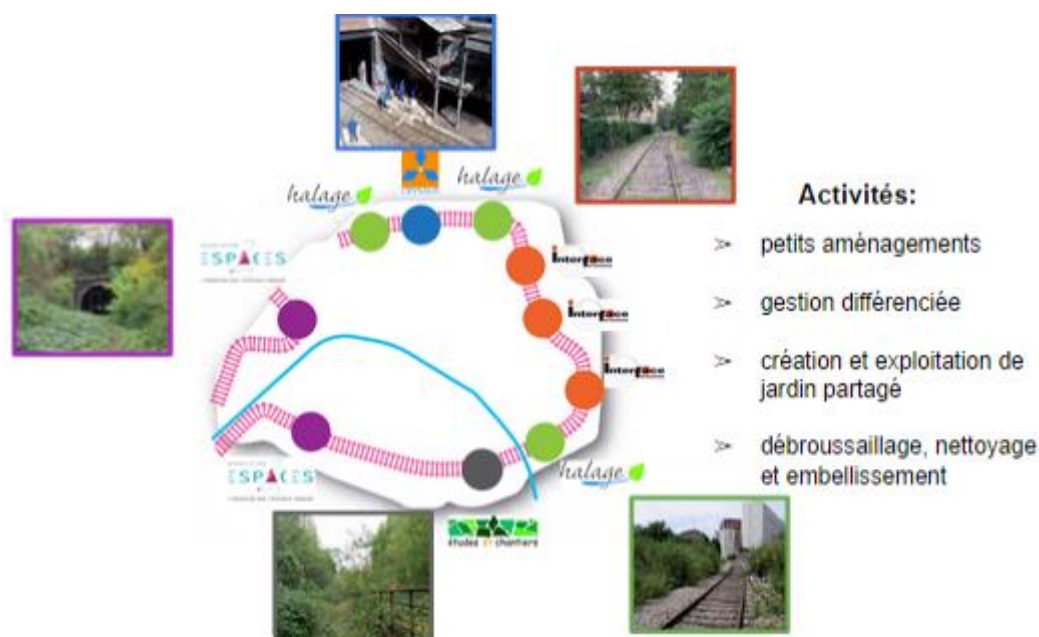 halage
halage
ESPACES
interface
interface
interface
halage
ESPACES
études et chantiers
Activités:
➢ petits aménagements
➢ gestion différenciée
➢ création et exploitation de
jardin partagé
➢ débroussaillage, nettoyage
et embellissement